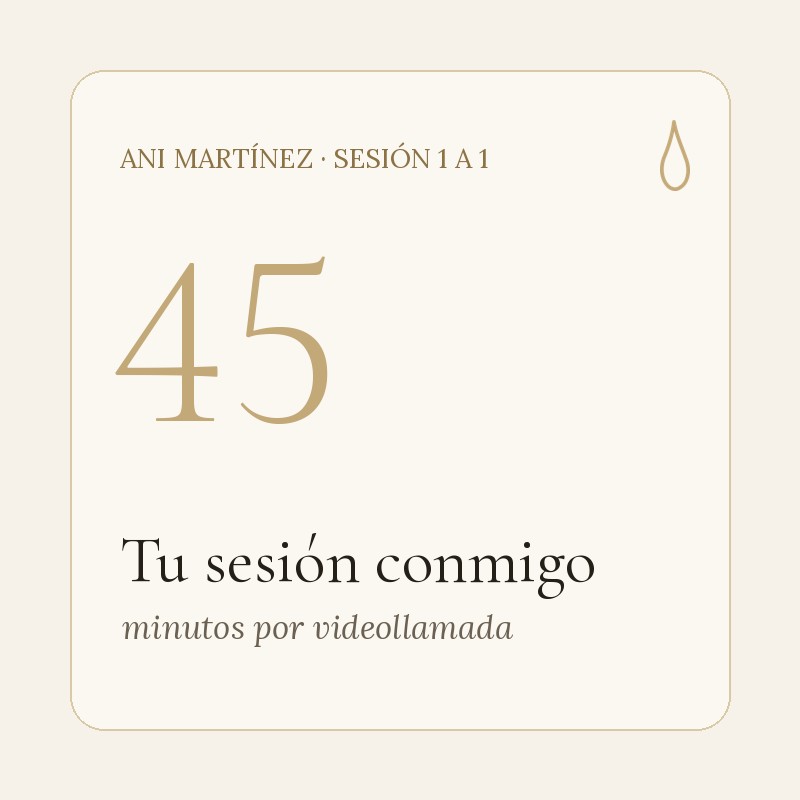 ANI MARTÍNEZ · SESIÓN 1 A 1
45
Tu sesión conmigo
minutos por videollamada